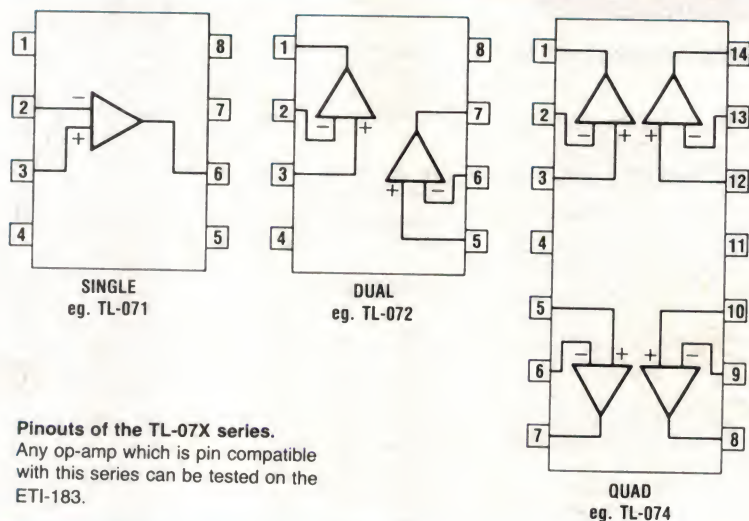 1
2
3
4
8
7
6
5
−
+
SINGLE
eg. TL-071
1
2
3
4
8
7
6
5
− +
+ −
DUAL
eg. TL-072
1
2
3
4
5
6
7
14
13
12
11
10
9
8
− + + −
− + + −
QUAD
eg. TL-074
Pinouts of the TL-07X series.
Any op-amp which is pin compatible
with this series can be tested on the
ETI-183.